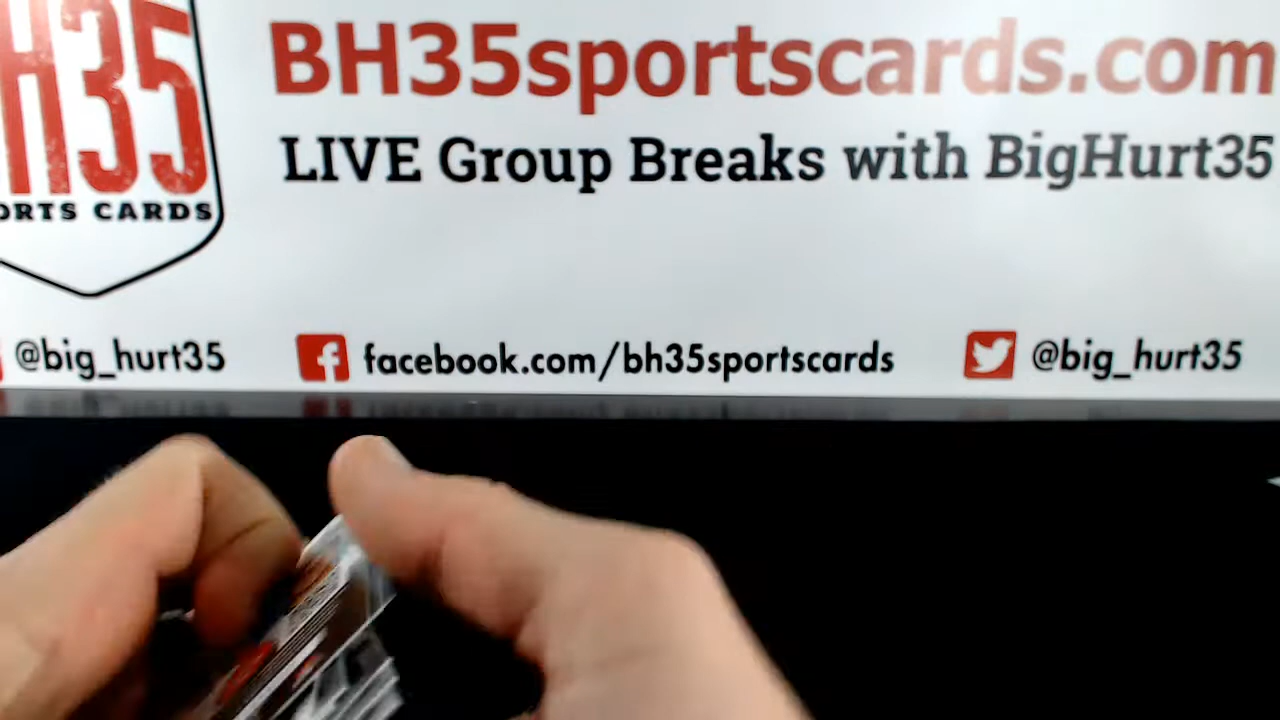 H35
ORTS CARDS
BH35sportscards.com
LIVE Group Breaks with BigHurt35
@big_hurt35
facebook.com/bh35sportscards
@big_hurt35